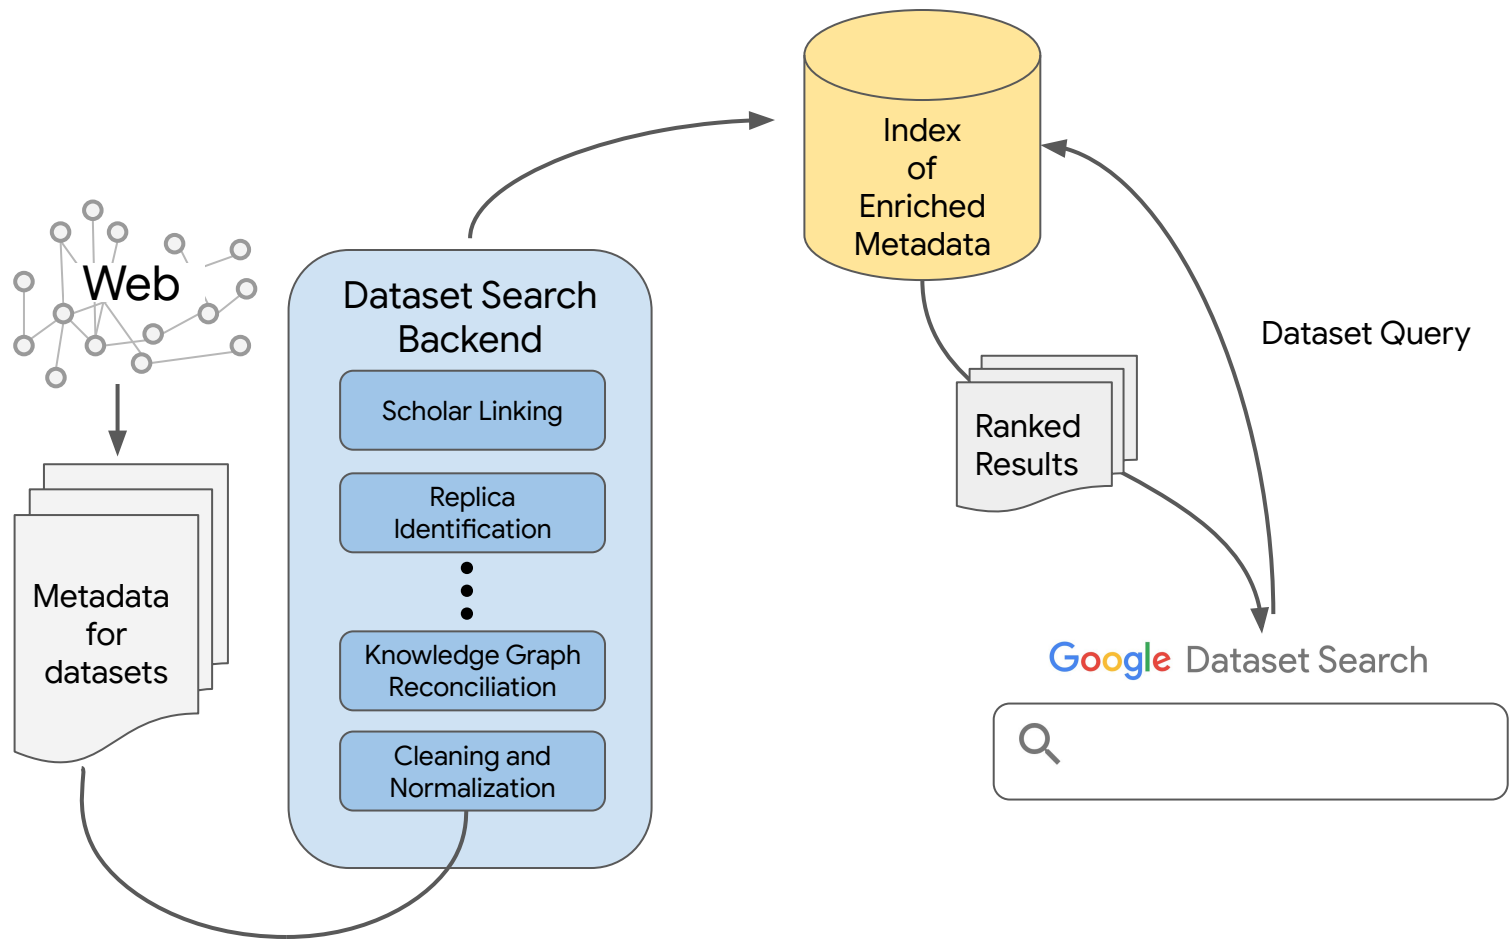 Web
Metadata
for
datasets
Dataset Search
Backend
Scholar Linking
Replica
Identification
Knowledge Graph
Reconciliation
Cleaning and
Normalization
Index
of
Enriched
Metadata
Ranked
Results
Dataset Query
Google Dataset Search